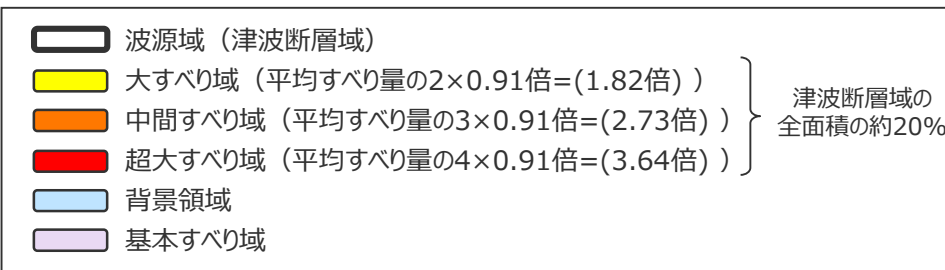 波源域（津波断層域）
大すべり域（平均すべり量の2×0.91倍=(1.82倍) ）
中間すべり域（平均すべり量の3×0.91倍=(2.73倍) ）
超大すべり域（平均すべり量の4×0.91倍=(3.64倍) ）
津波断層域の
全面積の約20%
背景領域
基本すべり域